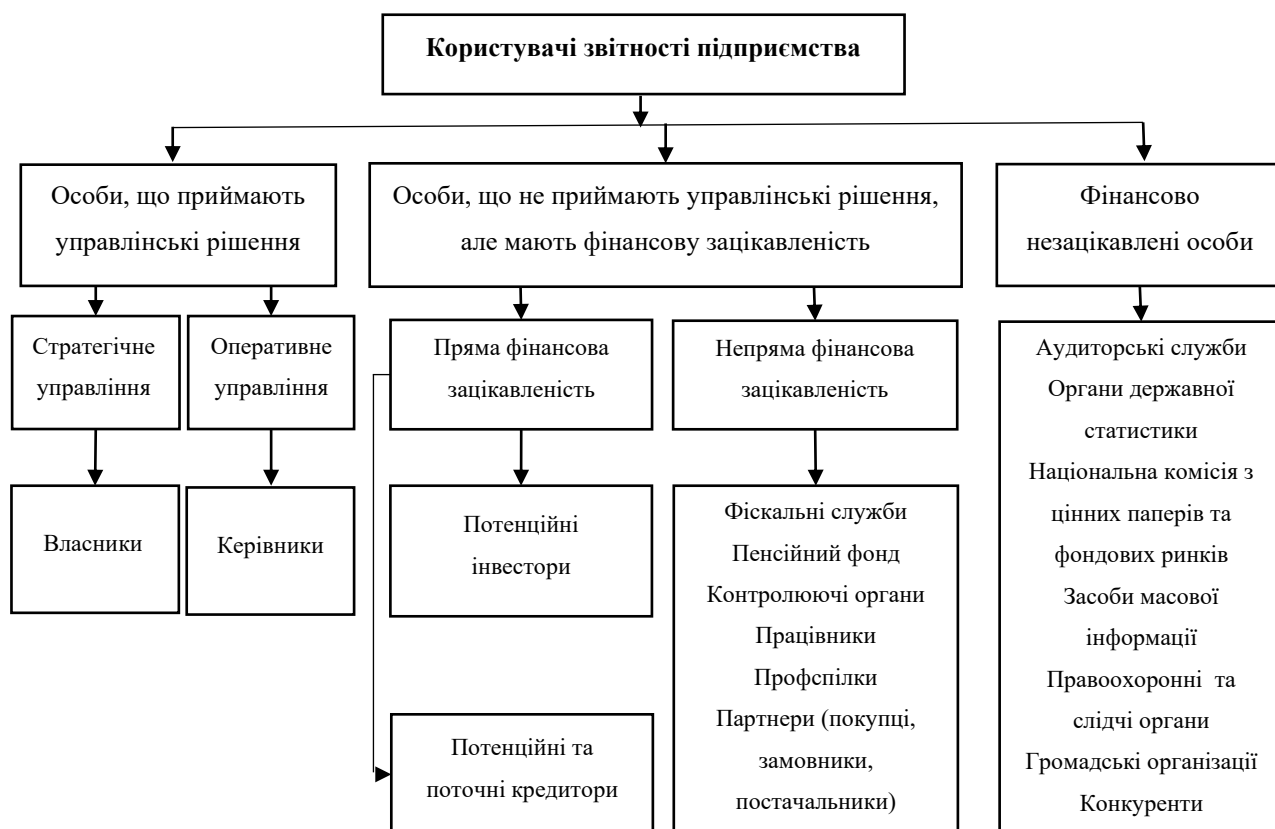 Користувачі звітності підприємства
Особи, що приймають
управлінські рішення
Особи, що не приймають управлінські рішення,
але мають фінансову зацікавленість
Фінансово
незацікавлені особи
Стратегічне
управління
Оперативне
управління
Пряма фінансова
зацікавленість
Непряма фінансова
зацікавленість
Власники
Керівники
Потенційні
інвестори
Потенційні та
поточні кредитори
Фіскальні служби
Пенсійний фонд
Контролюючі органи
Працівники
Профспілки
Партнери (покупці,
замовники,
постачальники)
Аудиторські служби
Органи державної
статистики
Національна комісія з
цінних паперів та
фондових ринків
Засоби масової
інформації
Правоохоронні та
слідчі органи
Громадські організації
Конкуренти